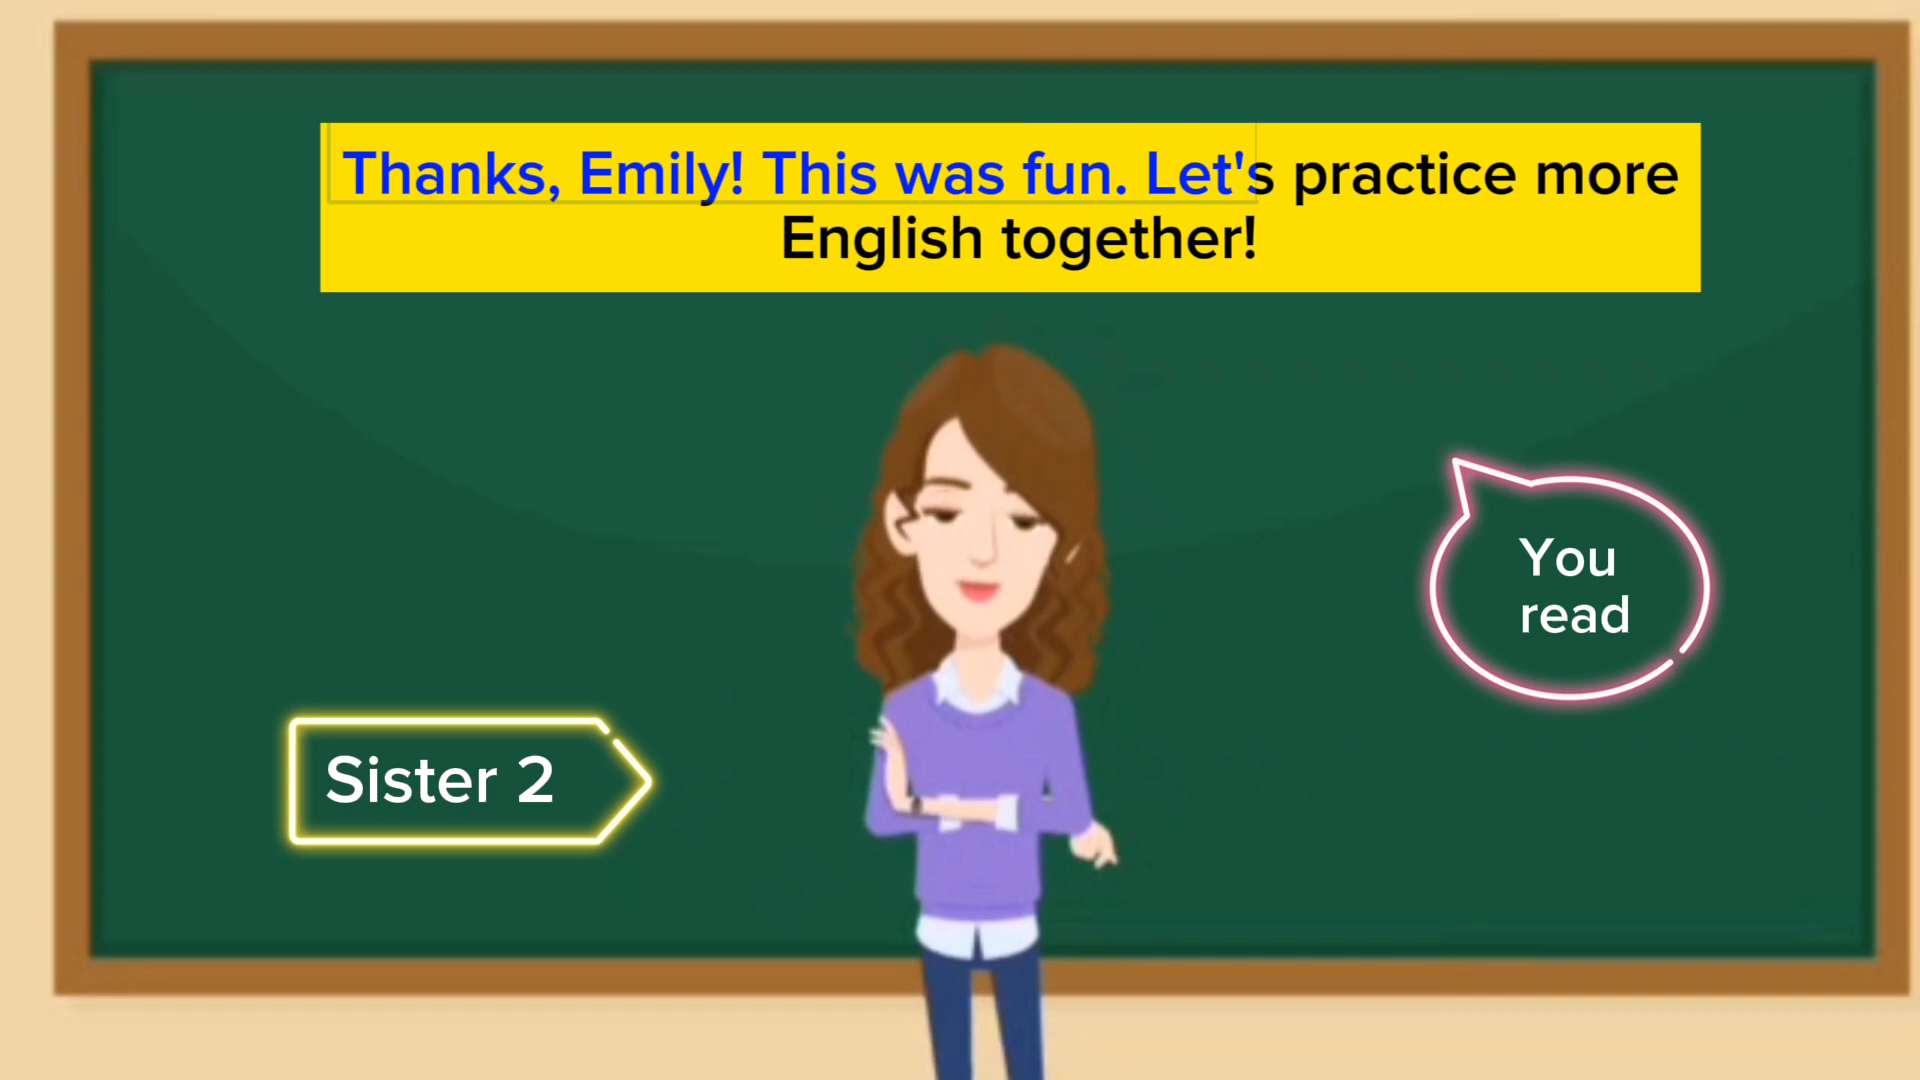 Thanks, Emily! This was fun. Let's practice more
English together!
You
read
Sister 2